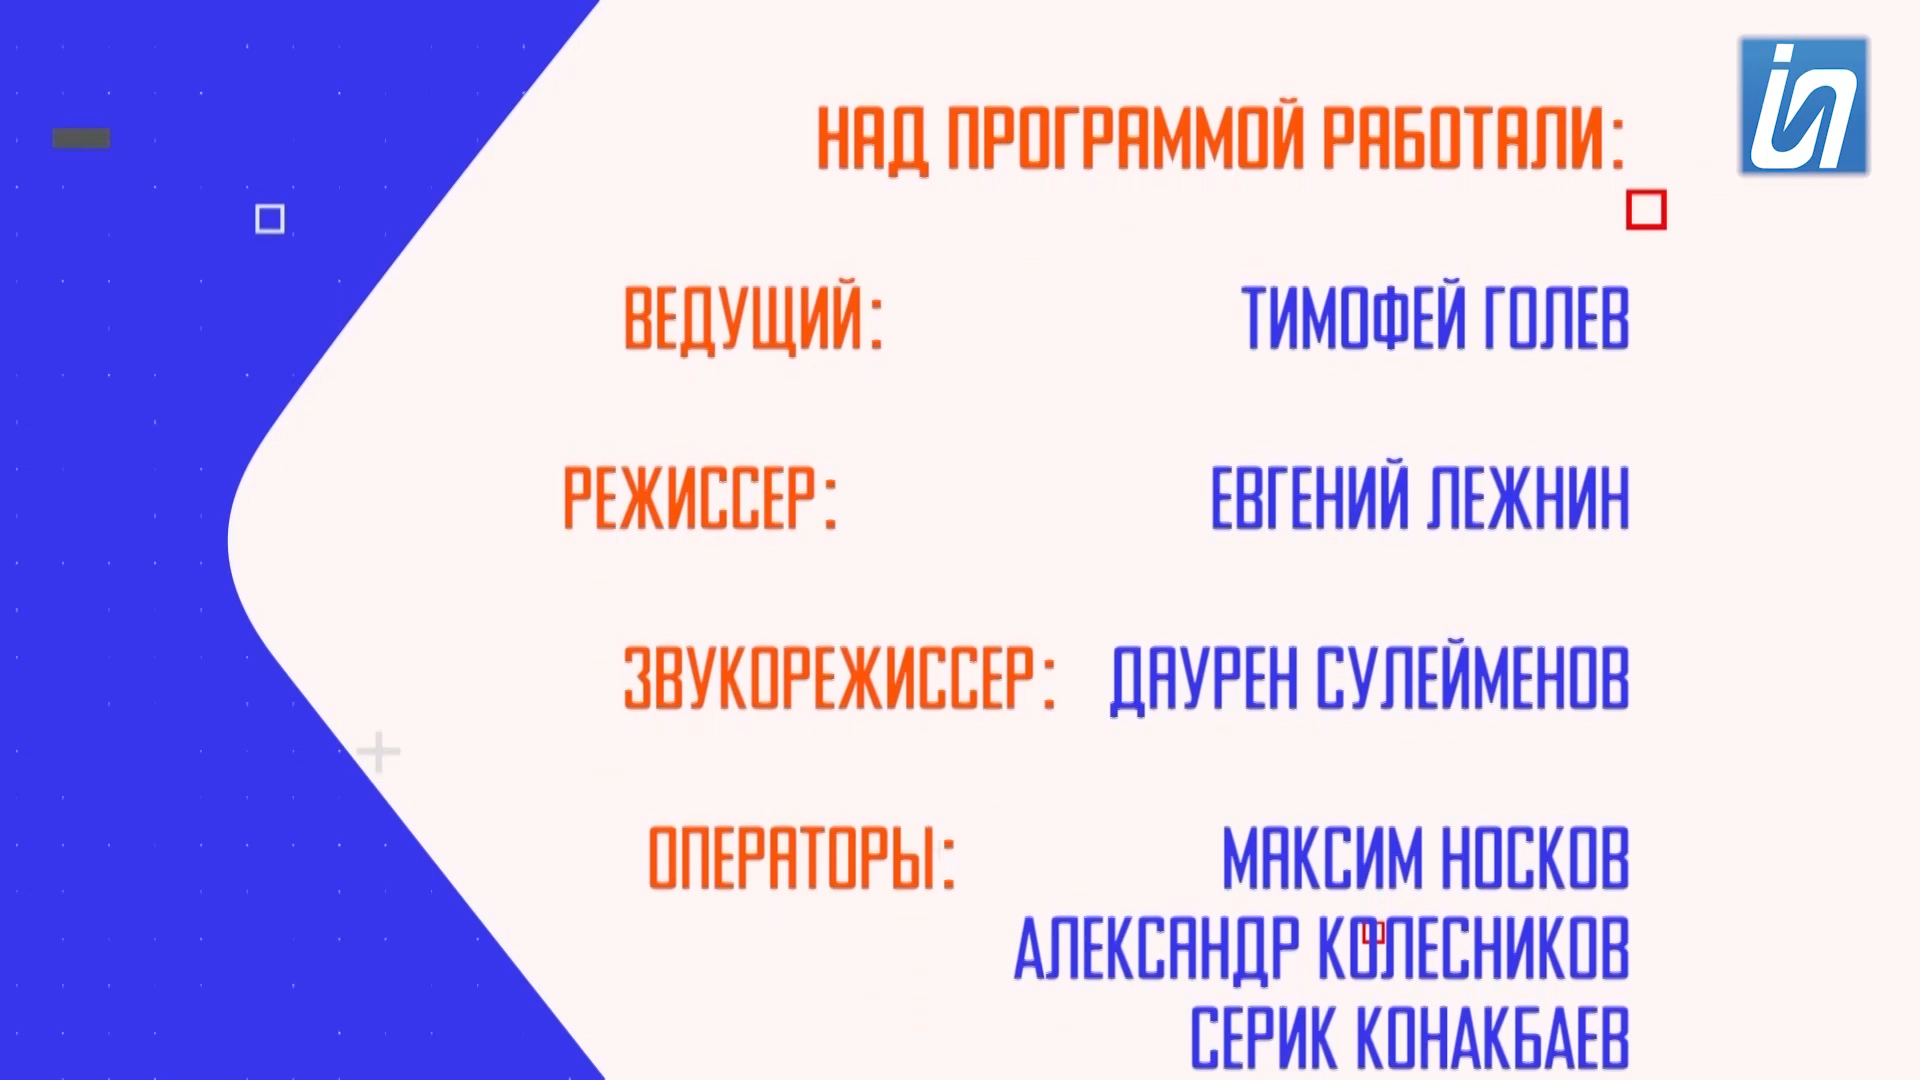 НАД ПРОГРАММОЙ РАБОТАЛИ:
ВЕДУЩИЙ: ТИМОФЕЙ ГОЛЕВ
РЕЖИССЕР: ЕВГЕНИЙ ЛЕЖНИН
ЗВУКОРЕЖИССЕР: ДАУРЕН СУЛЕЙМЕНОВ
ОПЕРАТОРЫ: МАКСИМ НОСКОВ
АЛЕКСАНДР КОЛЕСНИКОВ
СЕРИК КОНАКБАЕВ